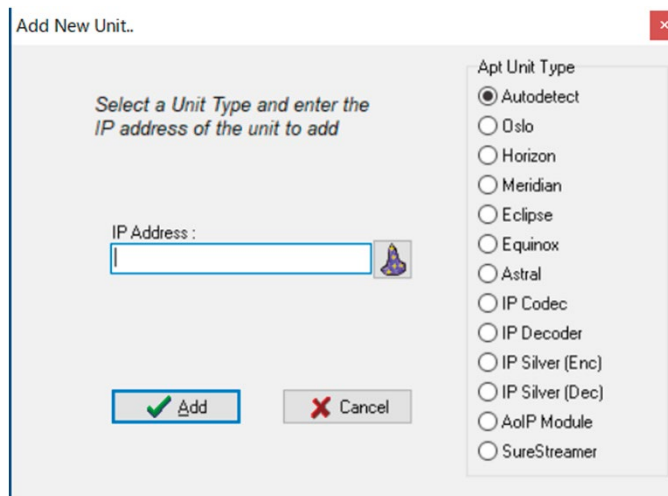 Add New Unit..
Select a Unit Type and enter the
IP address of the unit to add
IP Address :
Add
Cancel
Apt Unit Type
Autodetect
Oslo
Horizon
Meridian
Eclipse
Equinox
Astral
IP Codec
IP Decoder
IP Silver (Enc)
IP Silver (Dec)
AoIP Module
SureStreamer